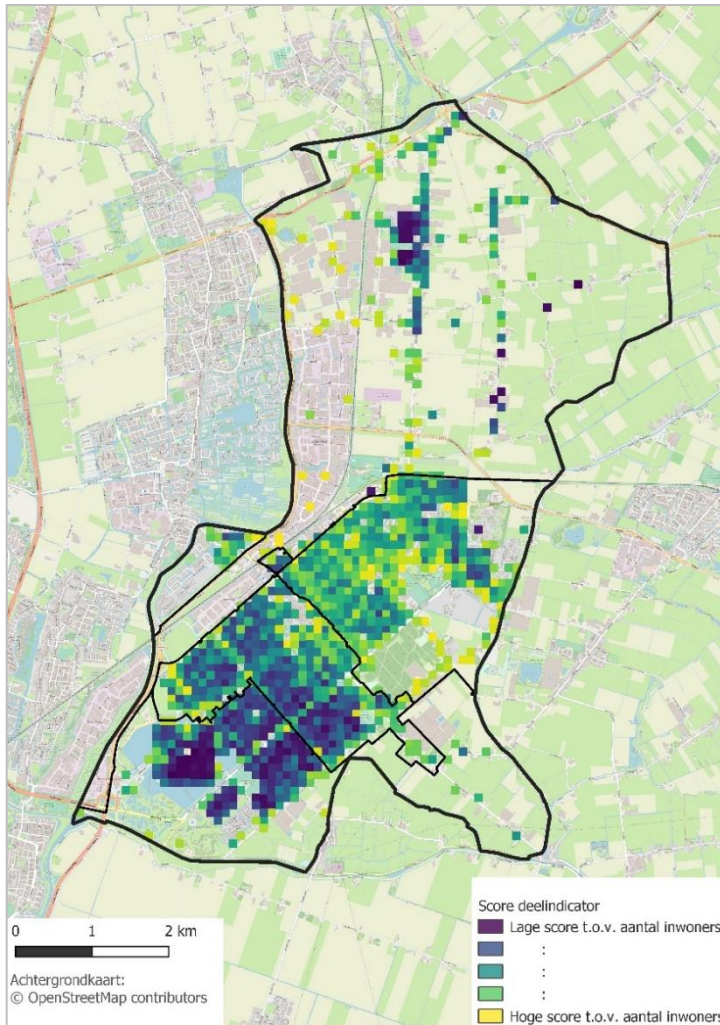 0 1 2 km
Achtergrondkaart:
© OpenStreetMap contributors
Score deelindicator
Lage score t.o.v. aantal inwoners
:
:
:
Hoge score t.o.v. aantal inwoners